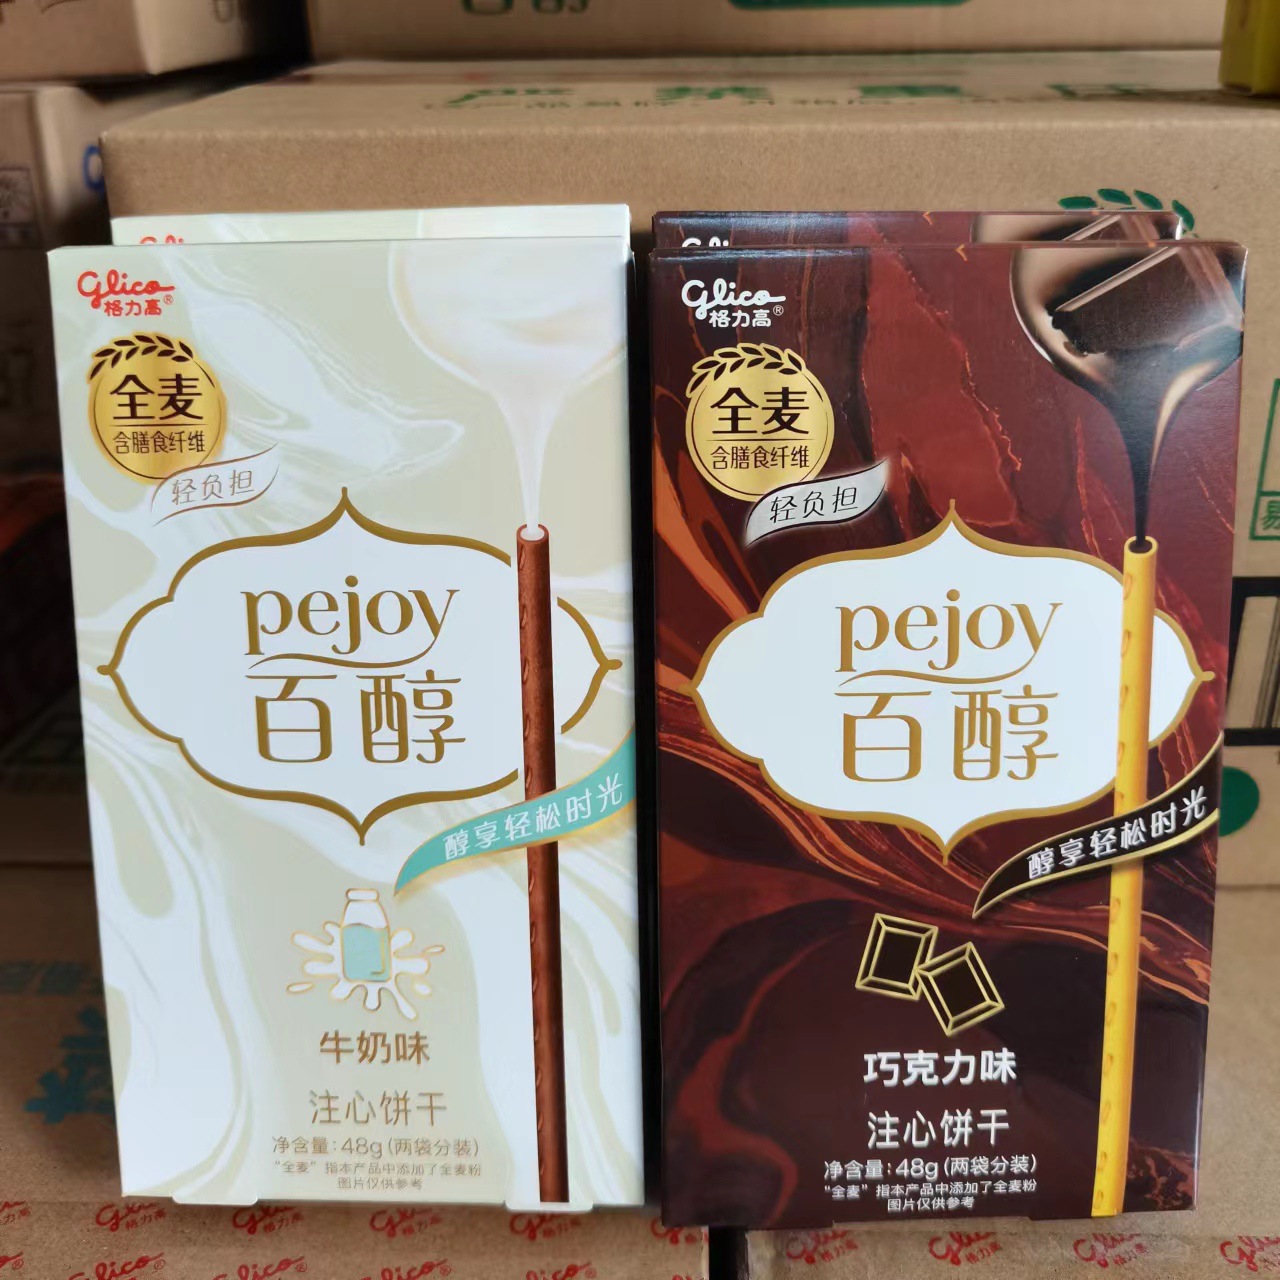 百醇
Glico
格力高®
全麦
含膳食纤维
轻负担
pejoy
百醇
醇享轻松时光
牛奶味
注心饼干
净含量:48g(两袋分装)
“全麦”指本产品中添加了全麦粉
图片仅供参考
Glico
格力高®
全麦
含膳食纤维
轻负担
pejoy
百醇
醇享轻松时光
巧克力味
注心饼干
净含量:48g(两袋分装)
“全麦”指本产品中添加了全麦粉
图片仅供参考
Glico
格力高